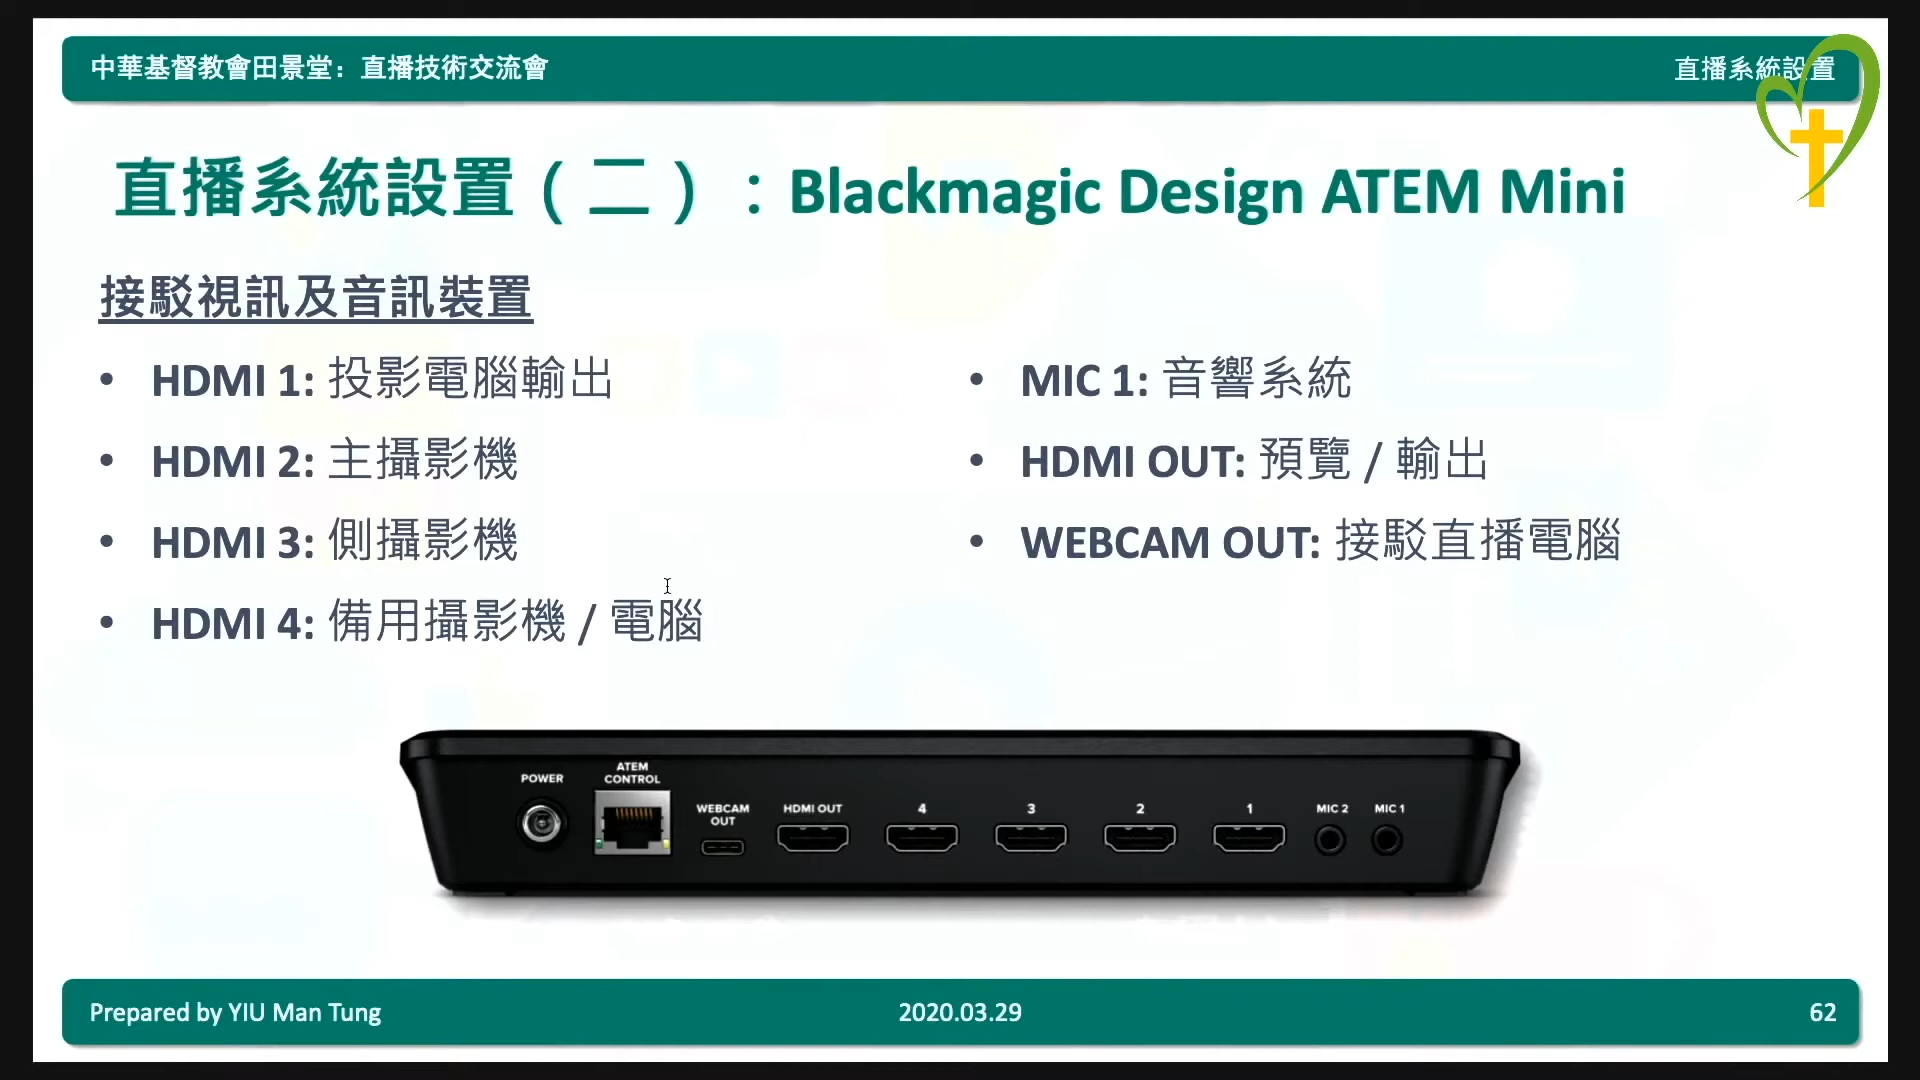 中華基督教會田景堂：直播技術交流會
直播系統設置
直播系統設置（二）：Blackmagic Design ATEM Mini
接駁視訊及音訊裝置
• HDMI 1: 投影電腦輸出
• HDMI 2: 主攝影機
• HDMI 3: 側攝影機
• HDMI 4: 備用攝影機 / 電腦
• MIC 1: 音響系統
• HDMI OUT: 預覽 / 輸出
• WEBCAM OUT: 接駁直播電腦
POWER
ATEM
CONTROL
WEBCAM
OUT
HDMI OUT
4
3
2
1
MIC 2
MIC 1
Prepared by YIU Man Tung
2020.03.29
62